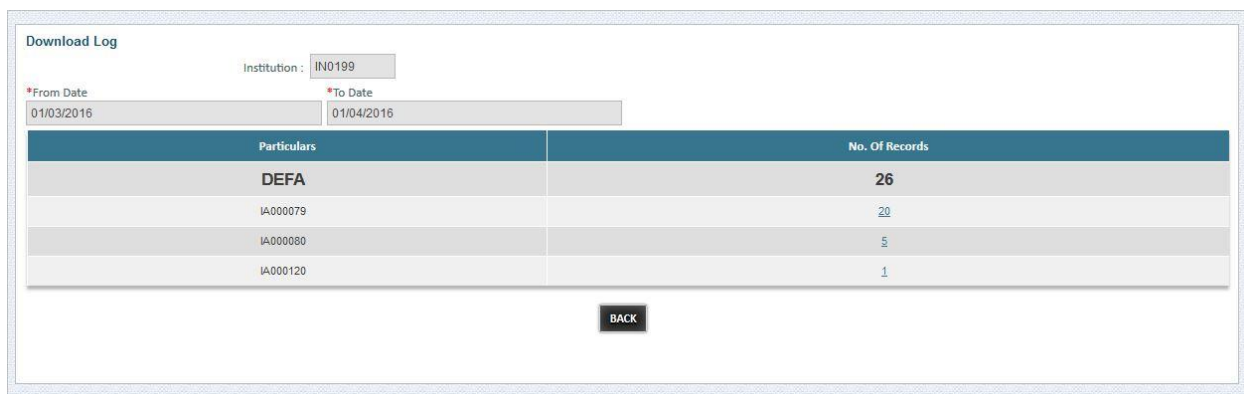 Download Log
Institution : IN0199
*From Date *To Date
01/03/2016 01/04/2016
Particulars No. Of Records
DEFA 26
IA000079 20
IA000080 5
IA000120 1
BACK